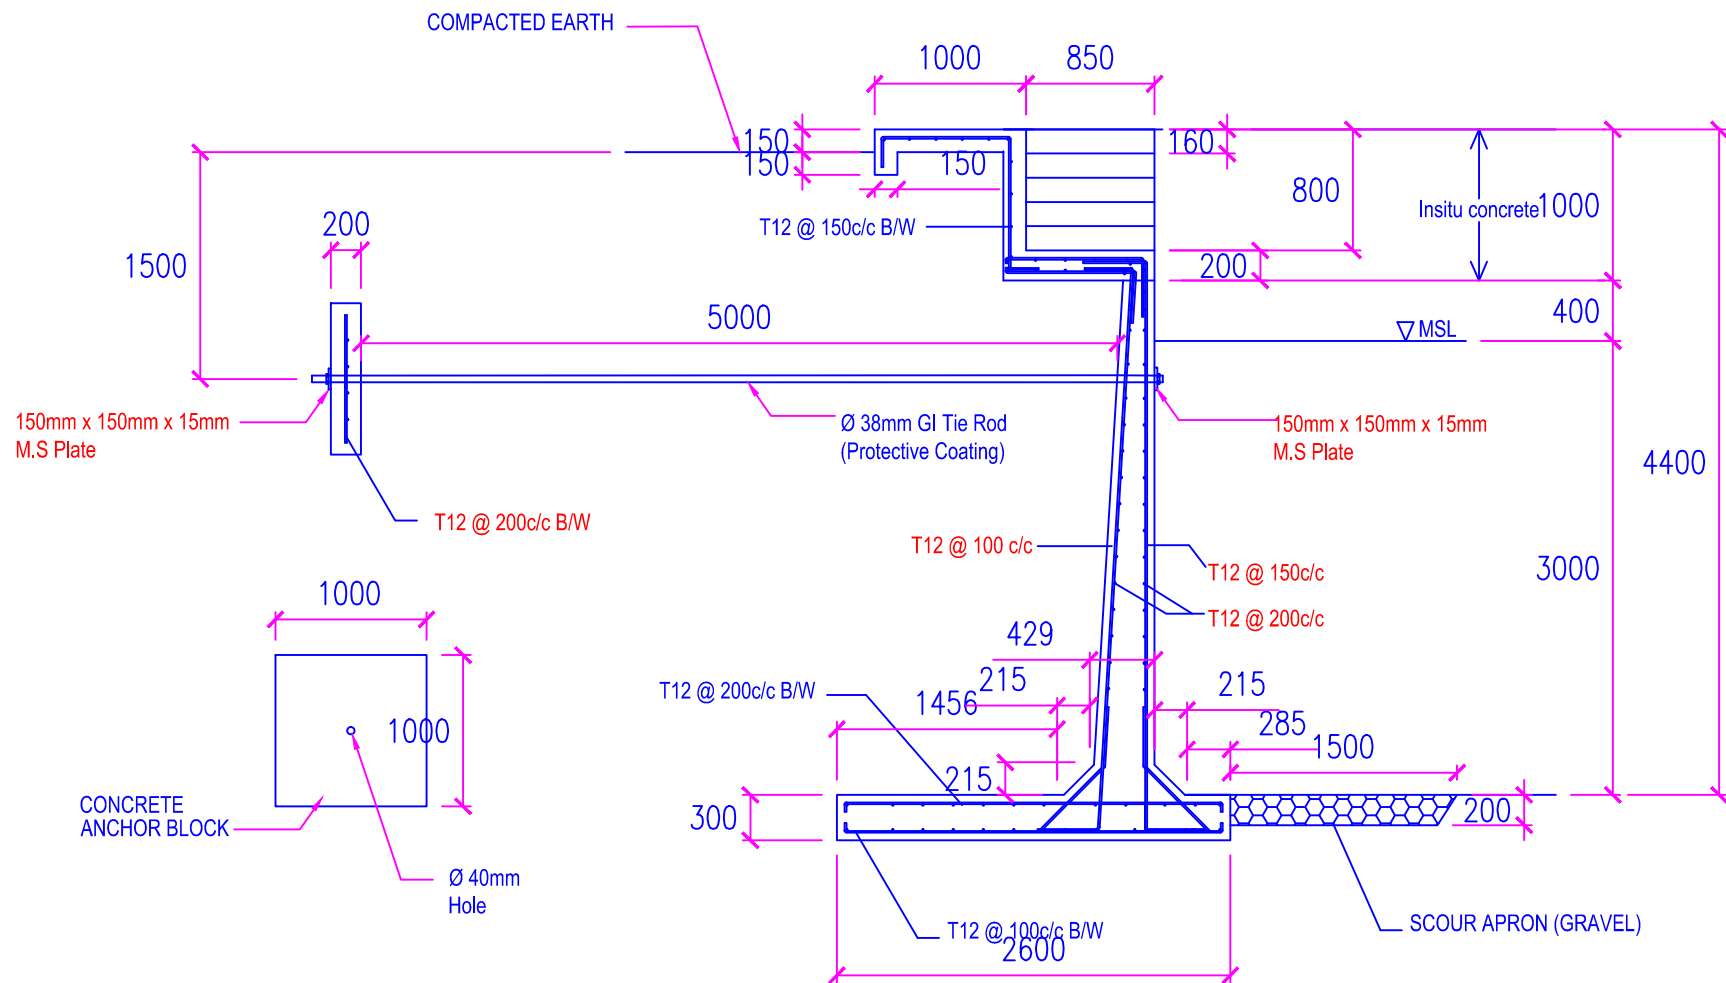 COMPACTED EARTH
1000
850
150
150
150
160
800
Insitu concrete
1000
200
T12 @ 150c/c B/W
200
1500
5000
400
MSL
150mm x 150mm x 15mm
M.S Plate
Ø 38mm GI Tie Rod
(Protective Coating)
150mm x 150mm x 15mm
M.S Plate
4400
T12 @ 200c/c B/W
T12 @ 100 c/c
T12 @ 150c/c
3000
T12 @ 200c/c
1000
429
215
T12 @ 200c/c B/W
1456
215
285
1500
1000
215
300
200
CONCRETE
ANCHOR BLOCK
Ø 40mm
Hole
T12 @ 100c/c B/W
2600
SCOUR APRON (GRAVEL)